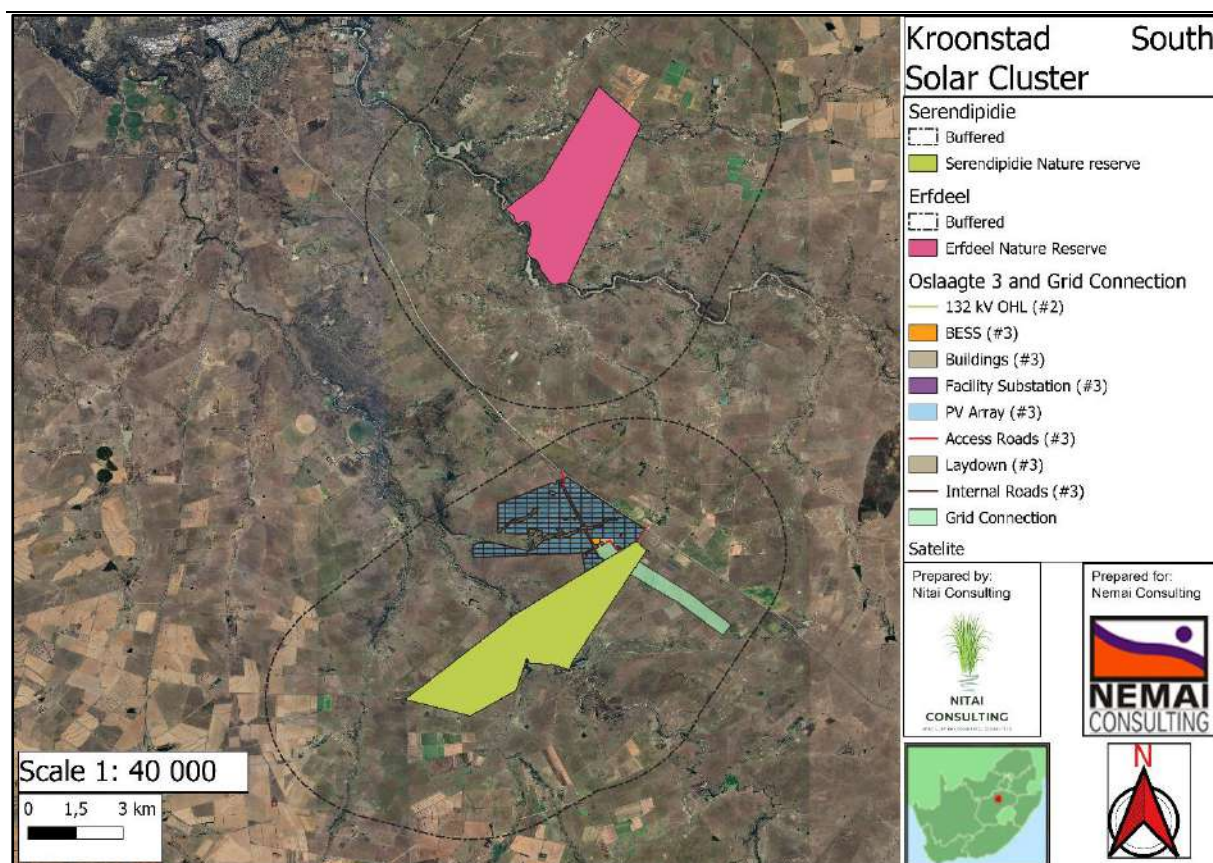 Kroonstad South
Solar Cluster
Serendipidie
Buffered
Serendipidie Nature reserve
Erfdeel
Buffered
Erfdeel Nature Reserve
Oslaagte 3 and Grid Connection
132 kV OHL (#2)
BESS (#3)
Buildings (#3)
Facility Substation (#3)
PV Array (#3)
Access Roads (#3)
Laydown (#3)
Internal Roads (#3)
Grid Connection
Satelite
Prepared by:
Nitai Consulting
NITAI
CONSULTING
Prepared for:
Nemai Consulting
NEMAI
CONSULTING
N
Scale 1: 40 000
0 1,5 3 km